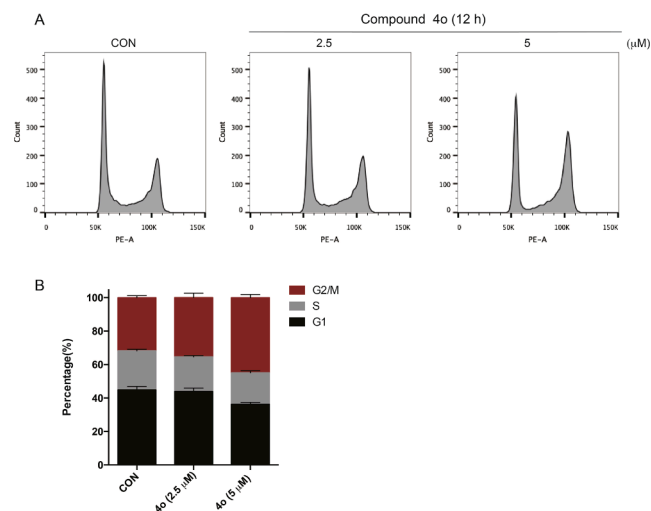 A
Compound 4o (12 h)
CON
2.5
5
(μM)
Count
500
400
300
200
100
0
0
50K
100K
150K
PE-A
Count
500
400
300
200
100
0
0
50K
100K
150K
PE-A
Count
500
400
300
200
100
0
0
50K
100K
150K
PE-A
B
Percentage(%)
100
80
60
40
20
0
G2/M
S
G1
CON
4o (2.5 μM)
4o (5 μM)